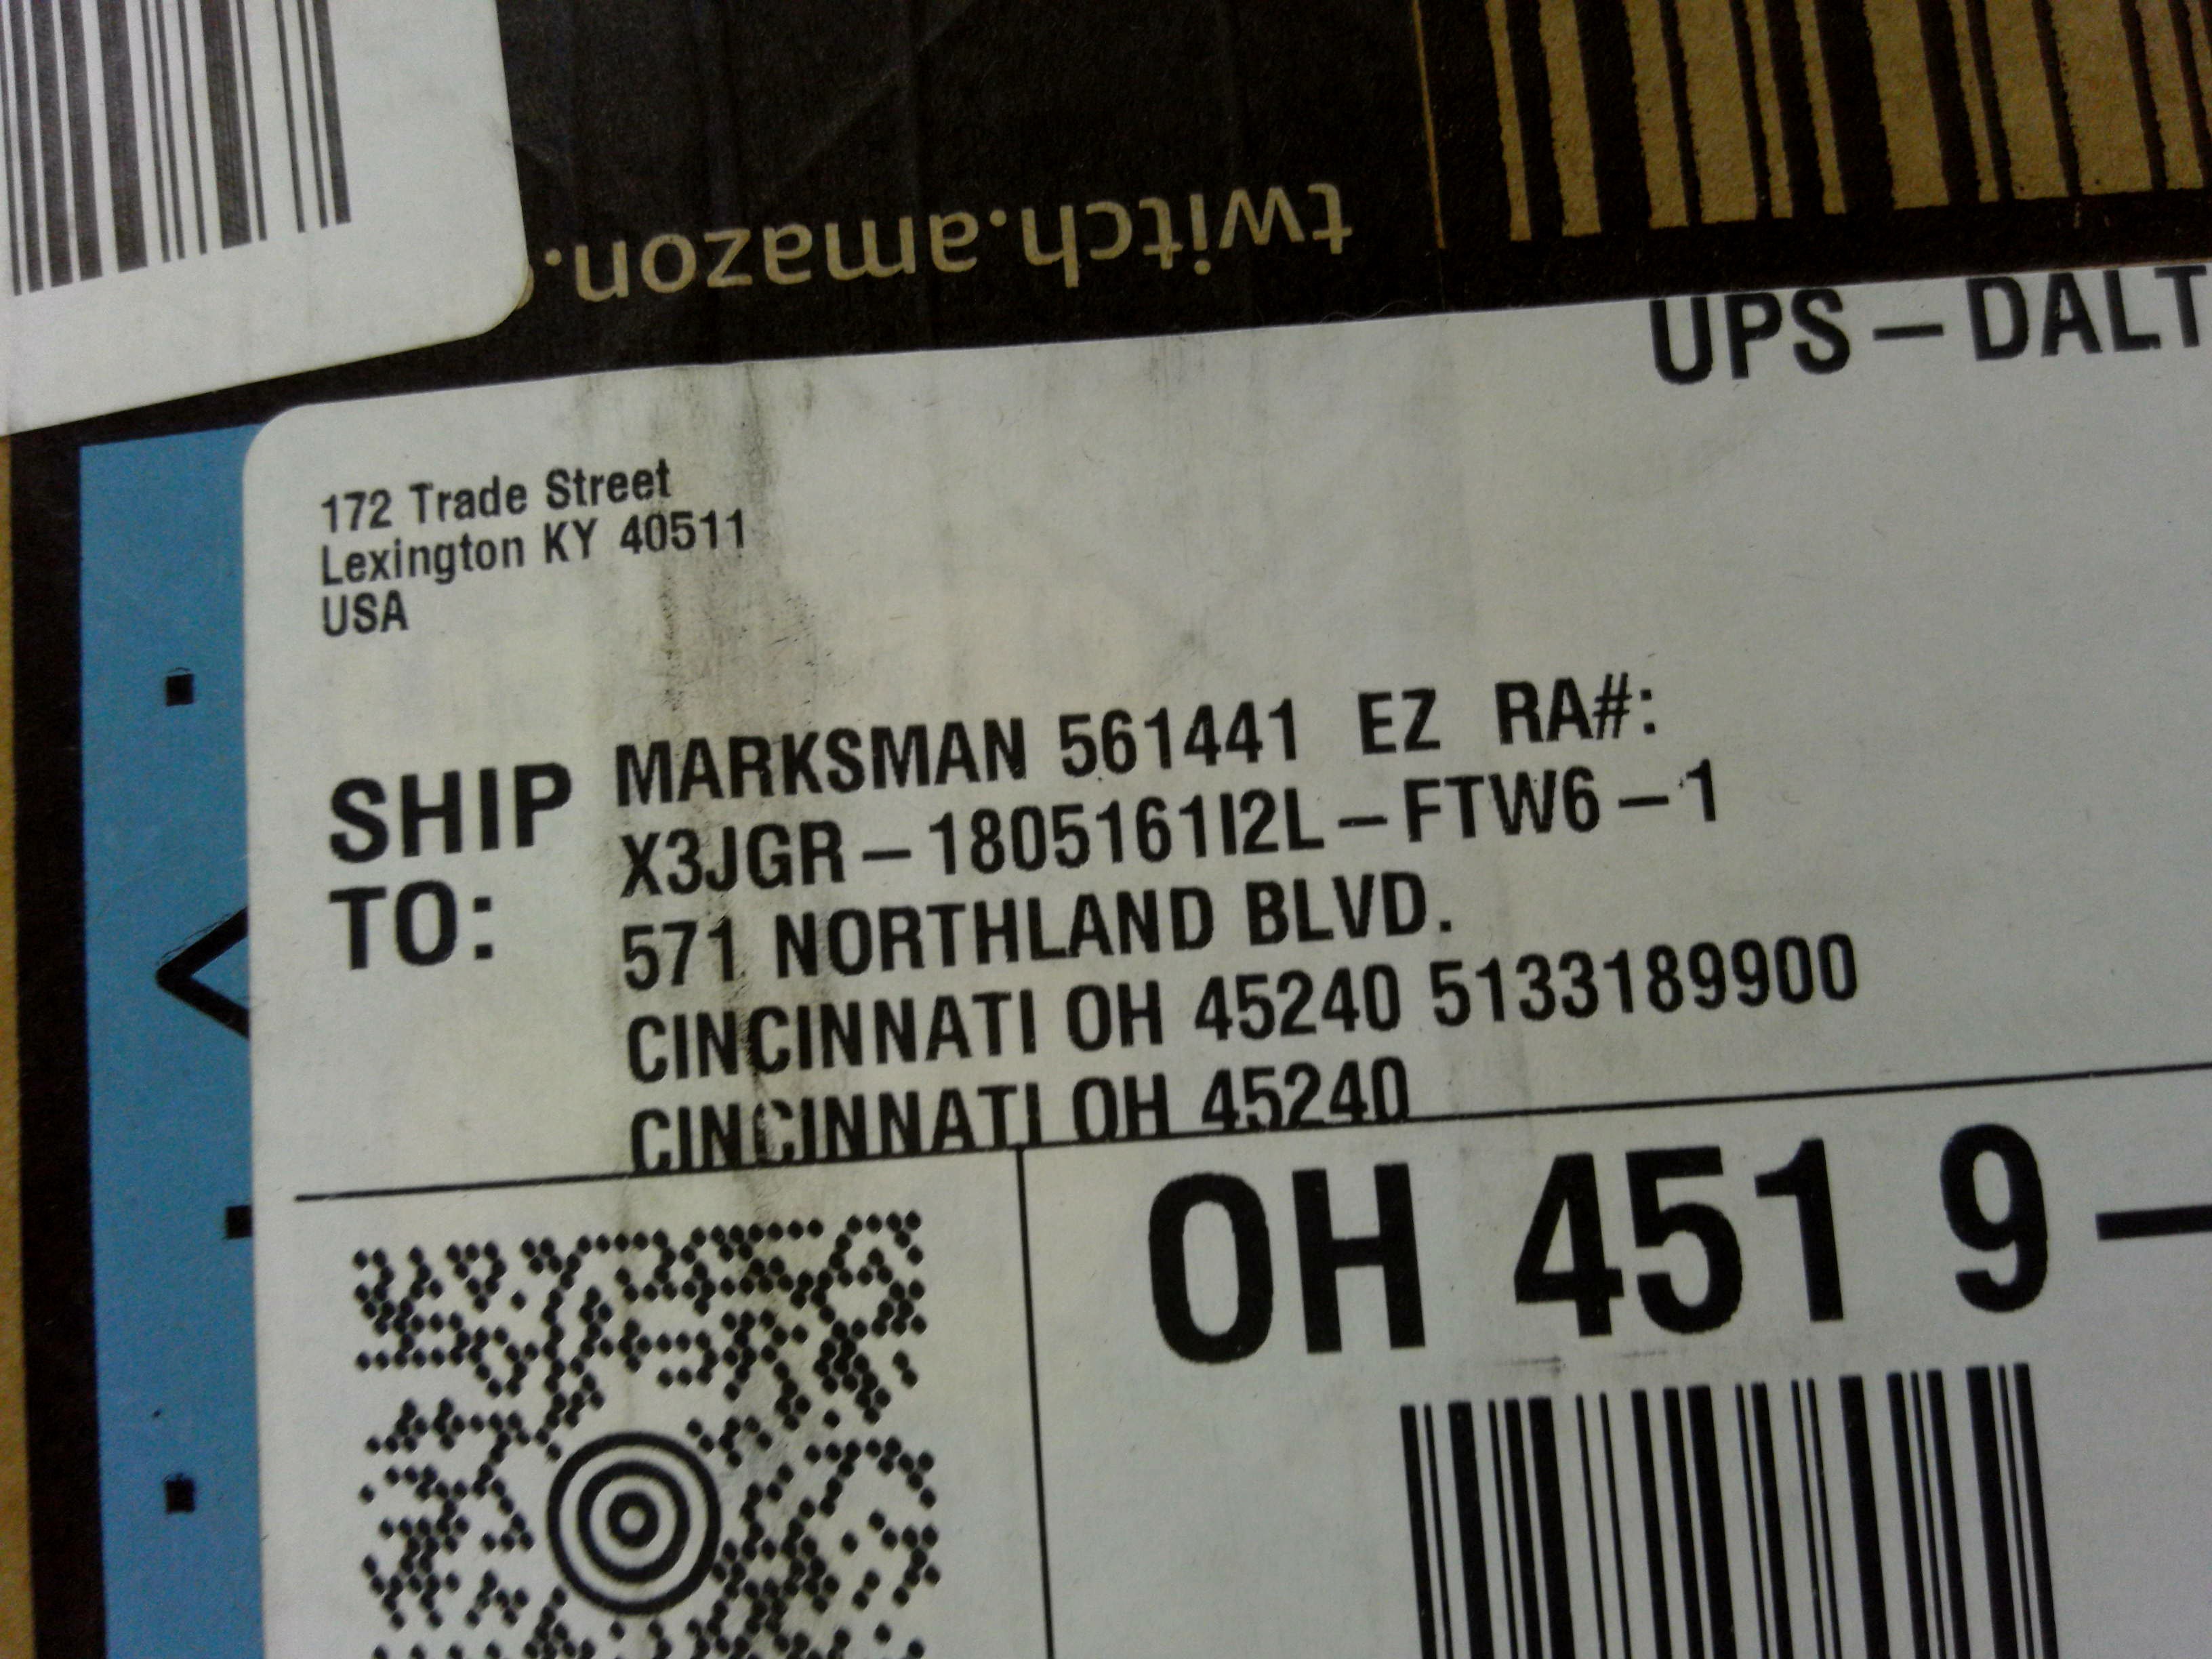 twitch.amazon.
UPS – DALT
172 Trade Street
Lexington KY 40511
USA
SHIP TO:
MARKSMAN 561441 EZ RA#:
X3JGR – 1805161I2L – FTW6 – 1
571 NORTHLAND BLVD.
CINCINNATI OH 45240 5133189900
CINCINNATI OH 45240
OH 451 9 –